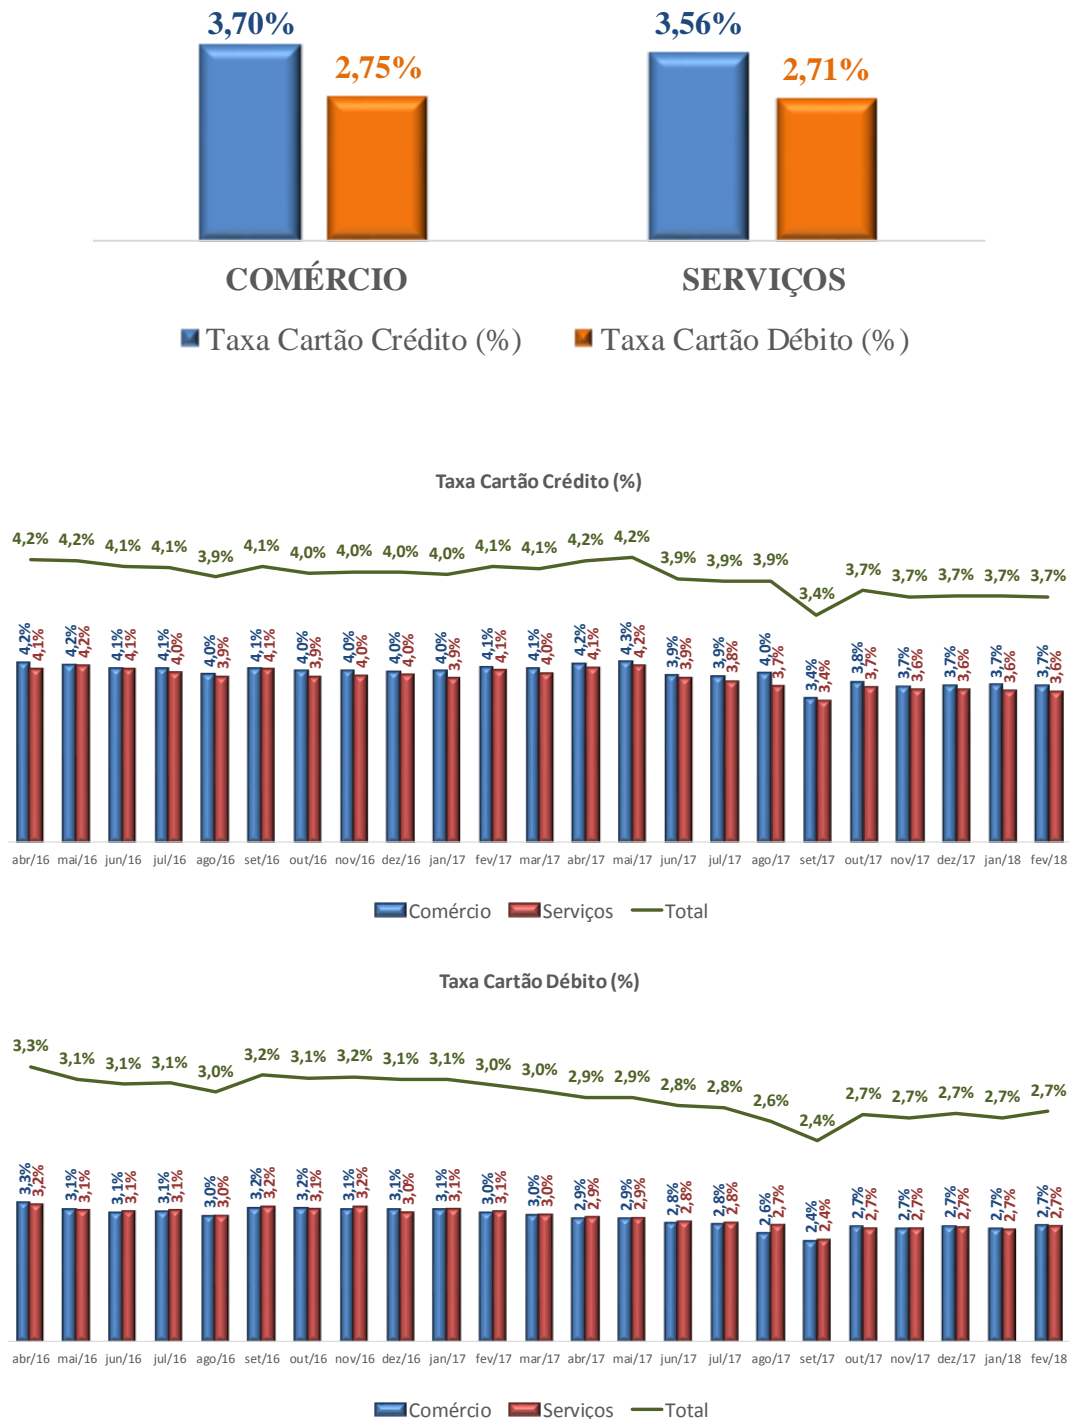 3,70% 3,56%
2,75% 2,71%
COMÉRCIO SERVIÇOS
Taxa Cartão Crédito (%) Taxa Cartão Débito (%)
Taxa Cartão Crédito (%)
4,2% 4,2% 4,1% 4,1% 3,9% 4,1% 4,0% 4,0% 4,0% 4,0% 4,1% 4,1% 4,2% 4,2% 3,9% 3,9% 3,9% 3,4% 3,7% 3,7% 3,7% 3,7% 3,7%
4,2% 4,1% 4,2% 4,2% 4,1% 4,1% 4,1% 4,0% 4,0% 3,9% 4,1% 4,1% 4,0% 3,9% 4,0% 4,0% 4,0% 4,0% 4,0% 3,9% 4,1% 4,1% 4,1% 4,0% 4,2% 4,1% 4,3% 4,2% 3,9% 3,9% 3,9% 3,8% 4,0% 3,7% 3,4% 3,4% 3,8% 3,7% 3,7% 3,6% 3,7% 3,6% 3,7% 3,6% 3,7% 3,6%
abr/16 mai/16 jun/16 jul/16 ago/16 set/16 out/16 nov/16 dez/16 jan/17 fev/17 mar/17 abr/17 mai/17 jun/17 jul/17 ago/17 set/17 out/17 nov/17 dez/17 jan/18 fev/18
Comércio Serviços Total
Taxa Cartão Débito (%)
3,3% 3,1% 3,1% 3,1% 3,0% 3,2% 3,1% 3,2% 3,1% 3,1% 3,0% 3,0% 2,9% 2,9% 2,8% 2,8% 2,6% 2,4% 2,7% 2,7% 2,7% 2,7% 2,7%
3,3% 3,2% 3,1% 3,1% 3,1% 3,1% 3,1% 3,1% 3,0% 3,0% 3,2% 3,2% 3,2% 3,1% 3,1% 3,2% 3,1% 3,0% 3,1% 3,1% 3,0% 3,1% 3,0% 3,0% 2,9% 2,9% 2,9% 2,9% 2,8% 2,8% 2,8% 2,8% 2,6% 2,7% 2,4% 2,4% 2,7% 2,7% 2,7% 2,7% 2,7% 2,7% 2,7% 2,7% 2,7% 2,7%
abr/16 mai/16 jun/16 jul/16 ago/16 set/16 out/16 nov/16 dez/16 jan/17 fev/17 mar/17 abr/17 mai/17 jun/17 jul/17 ago/17 set/17 out/17 nov/17 dez/17 jan/18 fev/18
Comércio Serviços Total